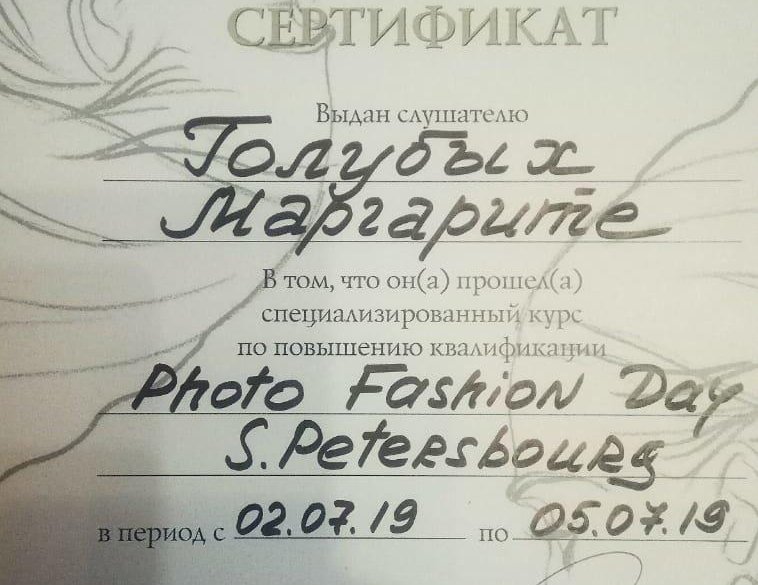 СЕРТИФИКАТ
Выдан слушателю
Голубых
Маргарите
В том, что он(а) прошел(а)
специализированный курс
по повышению квалификации
Photo Fashion Day
S. Petersbourg
в период с 02.07.19 по 05.07.19